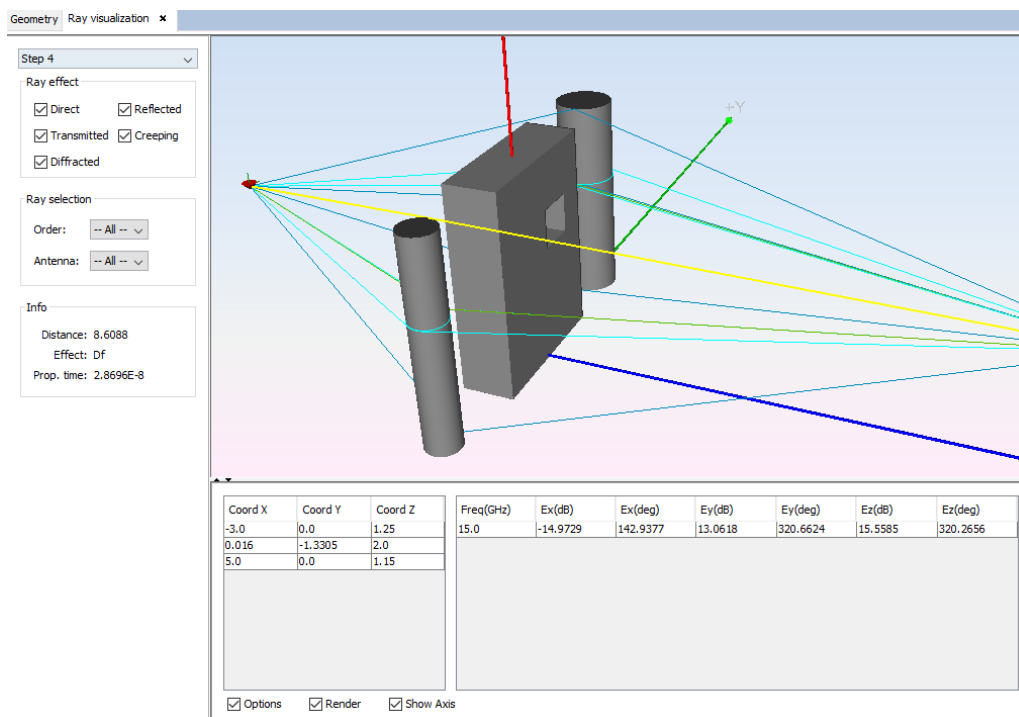 Geometry Ray visualization ×
Step 4
Ray effect
Direct Reflected
Transmitted Creeping
Diffracted
Ray selection
Order: -- All --
Antenna: -- All --
Info
Distance: 8.6088
Effect: Df
Prop. time: 2.8696E-8
+Y
Coord X Coord Y Coord Z
-3.0 0.0 1.25
0.016 -1.3305 2.0
5.0 0.0 1.15
Freq(GHz) Ex(dB) Ex(deg) Ey(dB) Ey(deg) Ez(dB) Ez(deg)
15.0 -14.9729 142.9377 13.0618 320.6624 15.5585 320.2656
Options Render Show Axis